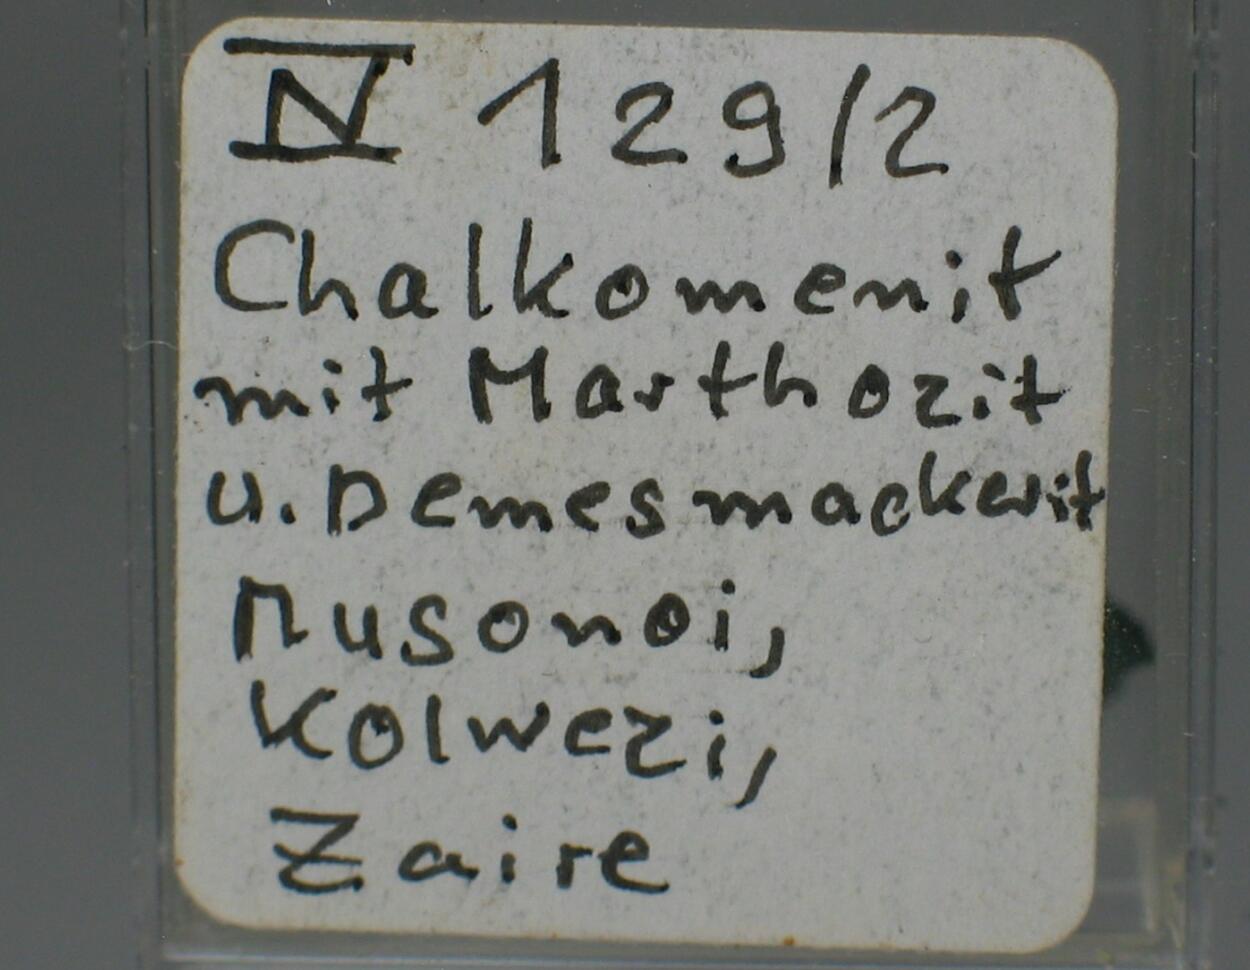 IV 129/2
Chalkomenit
mit Marthozit
u. Demesmackerit
Musonoi,
Kolwezi,
Zaire